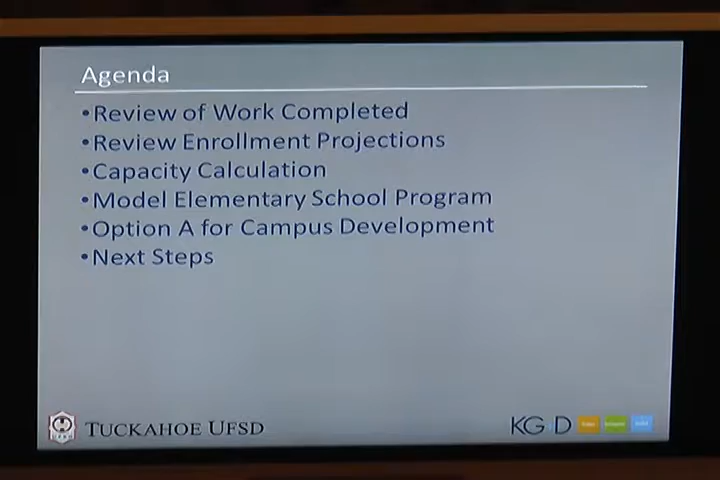 Agenda
•Review of Work Completed
•Review Enrollment Projections
•Capacity Calculation
•Model Elementary School Program
•Option A for Campus Development
•Next Steps
TUCKAHOE UFSD
KG D